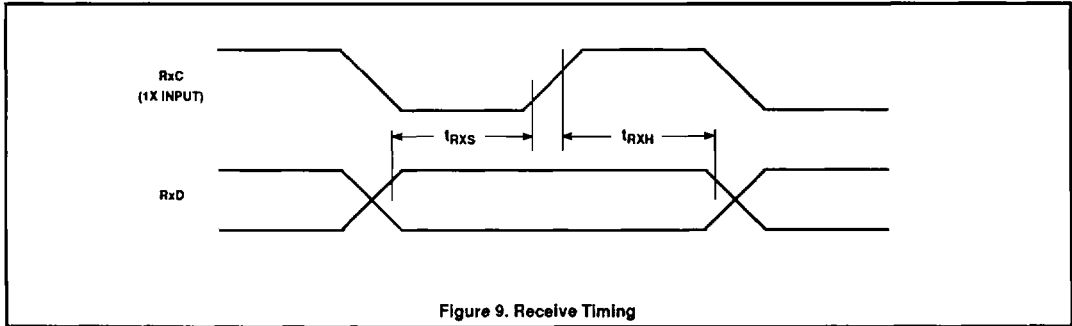 RxC
(1X INPUT)
tRXS
tRXH
RxD
Figure 9. Receive Timing